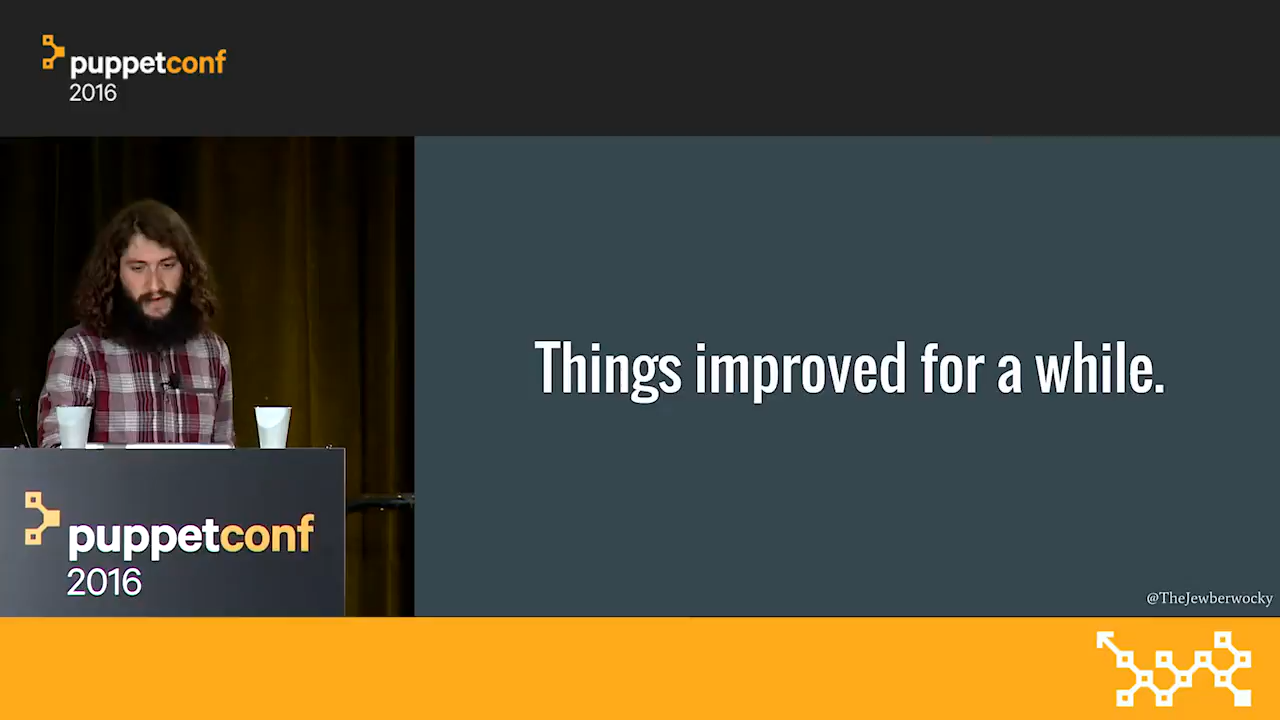 puppetconf
2016
Things improved for a while.
puppetconf
2016
@TheJewberwocky